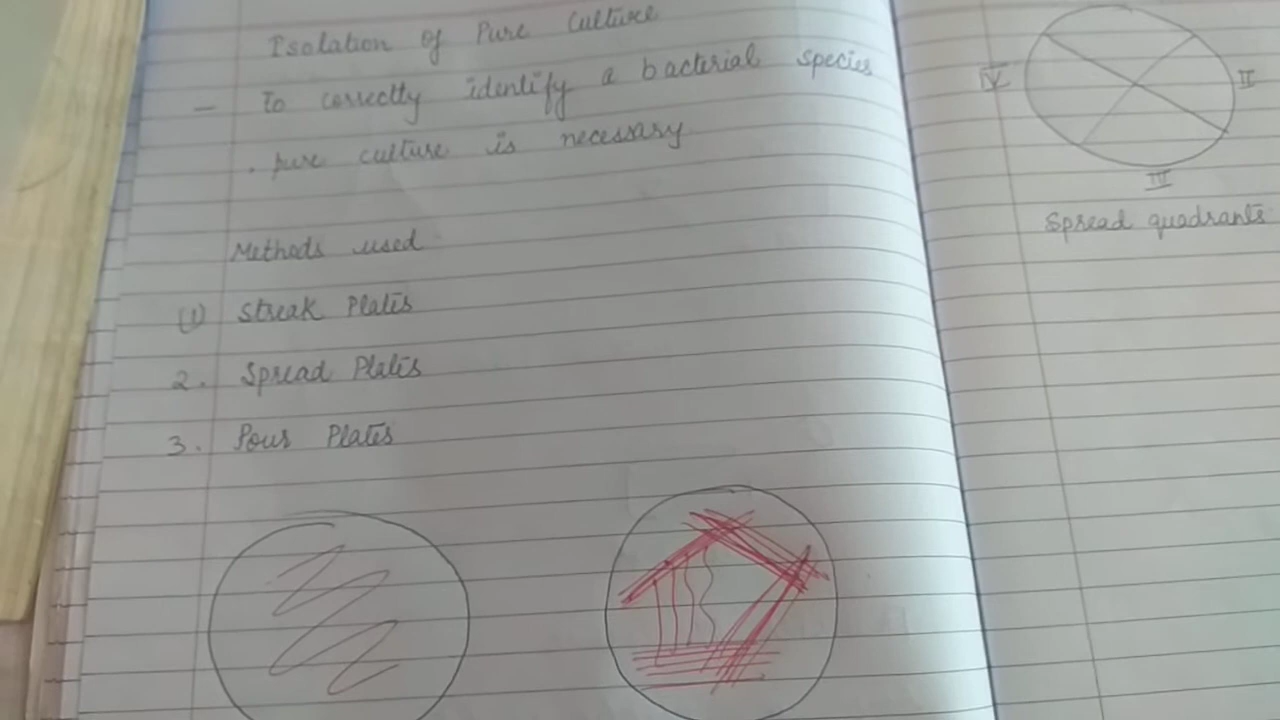 Isolation of Pure Culture
- To correctly identify a bacterial species
. pure culture is necessary
Methods used
(1) Streak Plates
2. Spread Plates
3. Pour Plates
IV
II
III
Spread quadrants